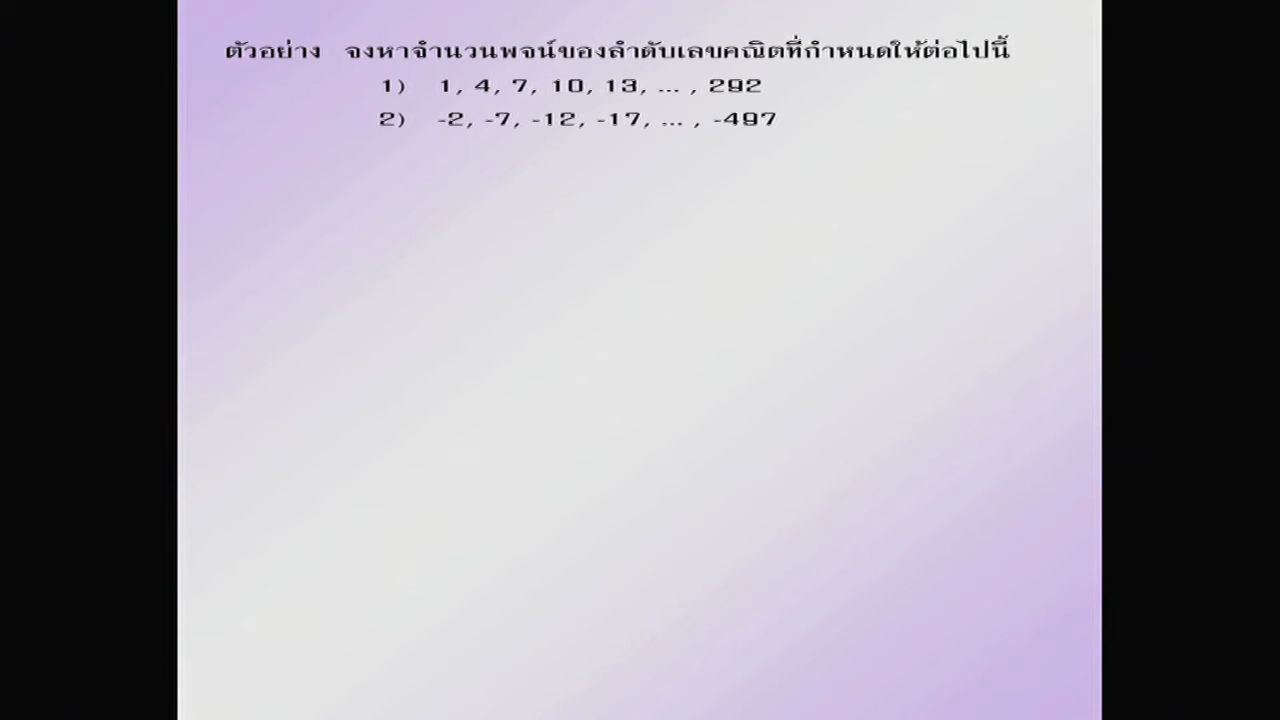 ตัวอย่าง จงหาจำนวนพจน์ของลำดับเลขคณิตที่กำหนดให้ต่อไปนี้
1) 1, 4, 7, 10, 13, ... , 292
2) -2, -7, -12, -17, ... , -497